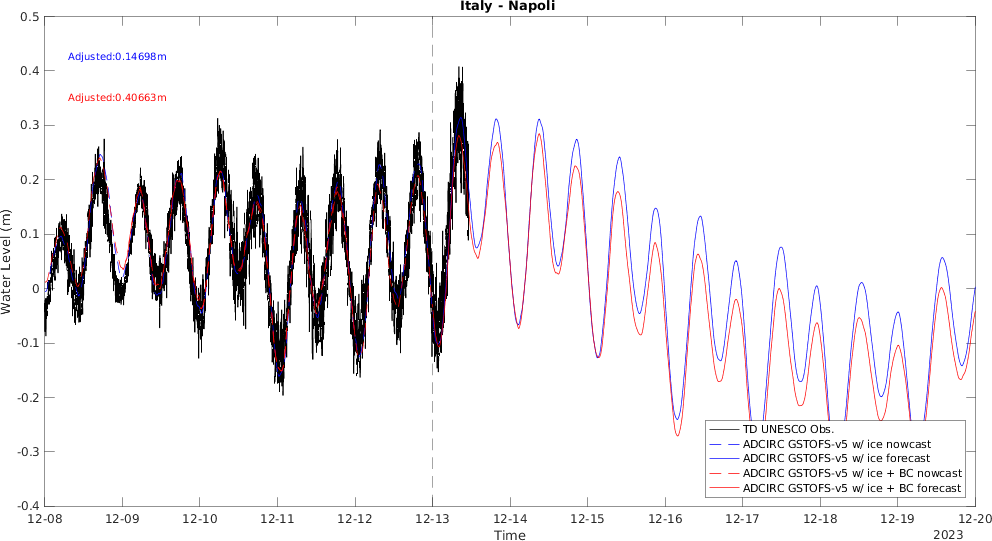 Italy - Napoli
0.5
0.4
0.3
0.2
0.1
0
-0.1
-0.2
-0.3
-0.4
Water Level (m)
Adjusted:0.14698m
Adjusted:0.40663m
TD UNESCO Obs.
ADCIRC GSTOFS-v5 w/ ice nowcast
ADCIRC GSTOFS-v5 w/ ice forecast
ADCIRC GSTOFS-v5 w/ ice + BC nowcast
ADCIRC GSTOFS-v5 w/ ice + BC forecast
12-08 12-09 12-10 12-11 12-12 12-13 12-14 12-15 12-16 12-17 12-18 12-19 12-20
Time
2023